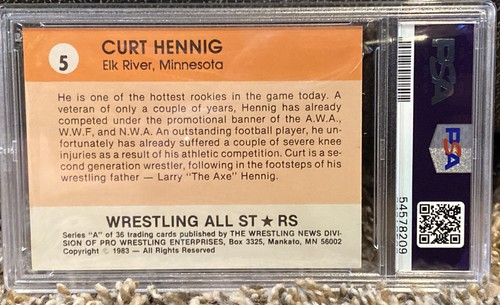 5
CURT HENNIG
Elk River, Minnesota
He is one of the hottest rookies in the game today. A
veteran of only a couple of years, Hennig has already
competed under the promotional banner of the A.W.A.,
W.W.F, and N.W.A. An outstanding football player, he un-
fortunately has already suffered a couple of severe knee
injuries as a result of his athletic competition. Curt is a se-
cond generation wrestler, following in the footsteps of his
wrestling father — Larry "The Axe" Hennig.
WRESTLING ALL ST★RS
Series "A" of 36 trading cards published by THE WRESTLING NEWS DIVI-
SION OF PRO WRESTLING ENTERPRISES, Box 3325, Mankato, MN 56002
Copyright © 1983 — All Rights Reserved
PSA
PSA
54578209